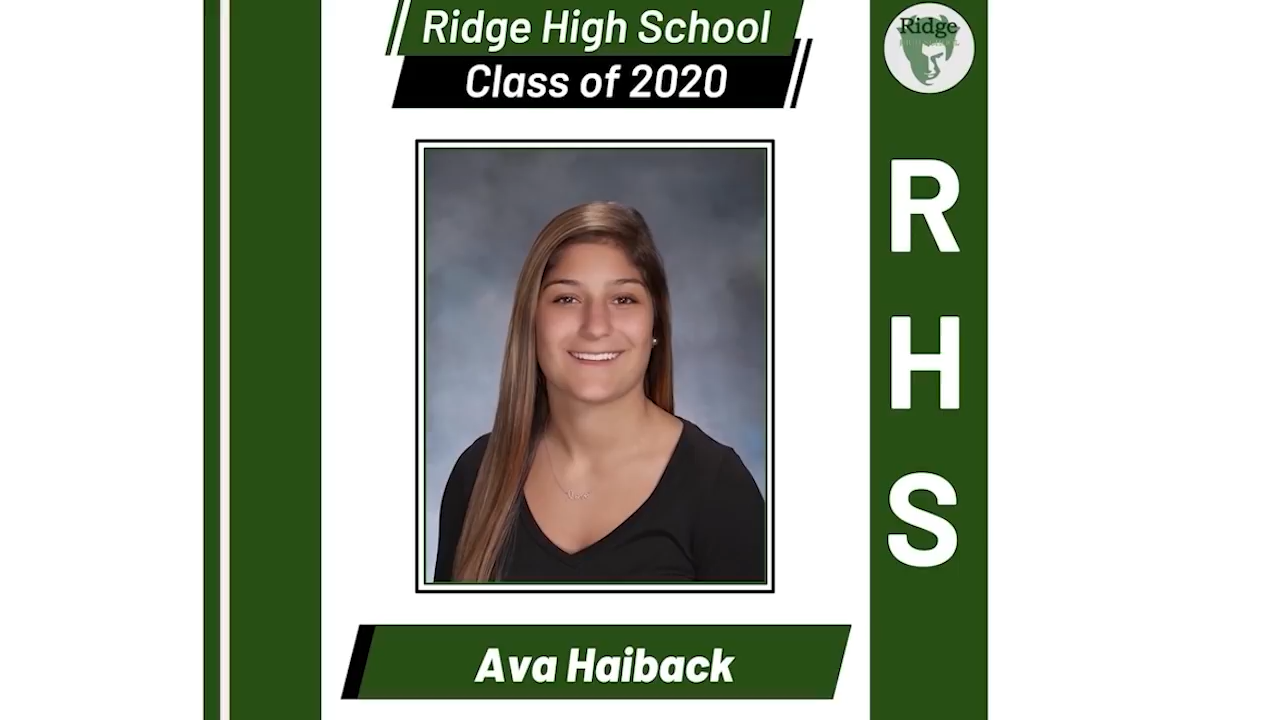 Ridge High School
Class of 2020
Ridge
R
H
S
Ava Haiback